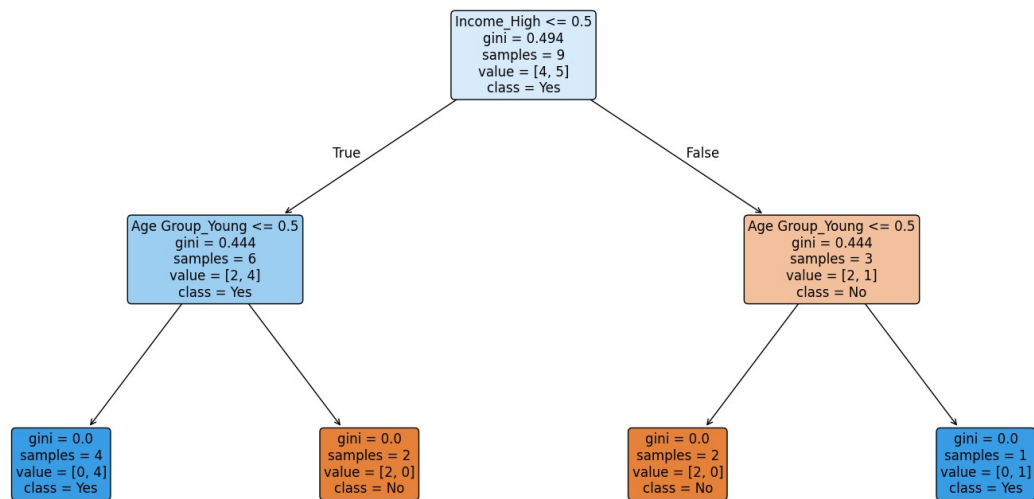 Income_High <= 0.5
gini = 0.494
samples = 9
value = [4, 5]
class = Yes
True
False
Age Group_Young <= 0.5
gini = 0.444
samples = 6
value = [2, 4]
class = Yes
Age Group_Young <= 0.5
gini = 0.444
samples = 3
value = [2, 1]
class = No
gini = 0.0
samples = 4
value = [0, 4]
class = Yes
gini = 0.0
samples = 2
value = [2, 0]
class = No
gini = 0.0
samples = 2
value = [2, 0]
class = No
gini = 0.0
samples = 1
value = [0, 1]
class = Yes